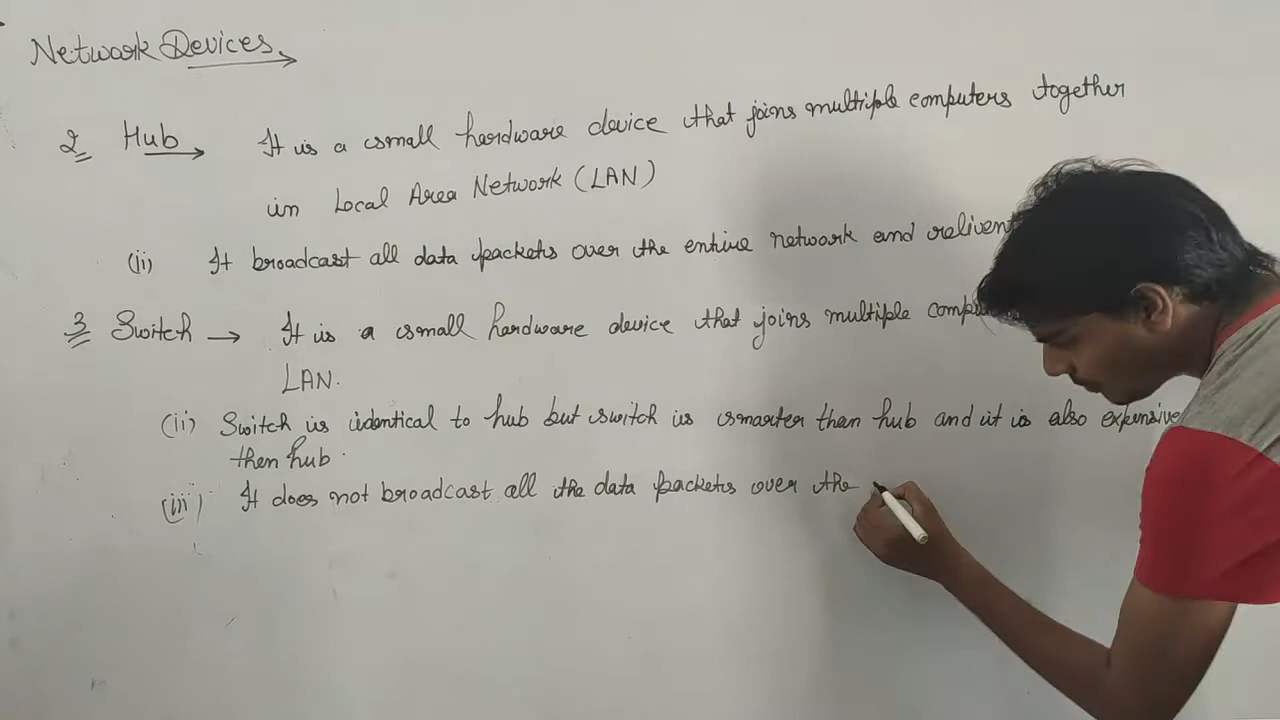 Network Devices
2 Hub It is a small hardware device that joins multiple computers together
in Local Area Network (LAN)
(ii) It broadcast all data packets over the entire network and relivent
3 Switch → It is a small hardware device that joins multiple
LAN.
(ii) Switch is identical to hub but switch is smarter than hub and it is also expensive
then hub.
(iii) It does not broadcast all the data packets over the